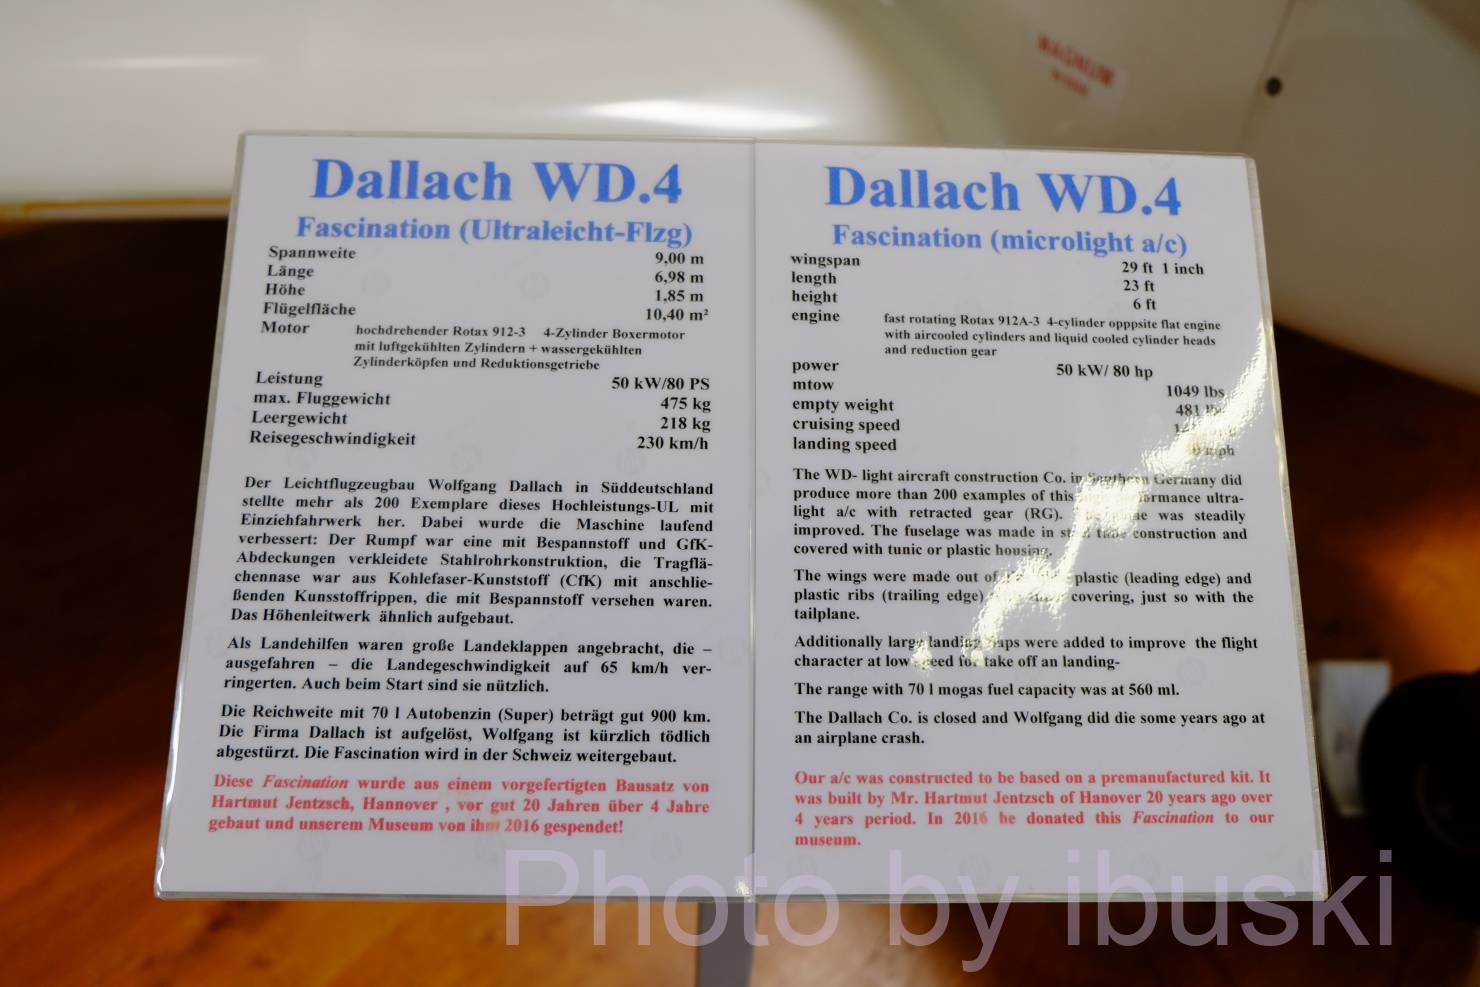 MAGNUM
Dallach WD.4
Fascination (Ultraleicht-Flzg)
Spannweite 9,00 m
Länge 6,98 m
Höhe 1,85 m
Flügelfläche 10,40 m²
Motor hochdrehender Rotax 912-3 4-Zylinder Boxermotor
mit luftgekühlten Zylindern + wassergekühlten
Zylinderköpfen und Reduktionsgetriebe
Leistung 50 kW/80 PS
max. Fluggewicht 475 kg
Leergewicht 218 kg
Reisegeschwindigkeit 230 km/h
Der Leichtflugzeugbau Wolfgang Dallach in Süddeutschland
stellte mehr als 200 Exemplare dieses Hochleistungs-UL mit
Einziehfahrwerk her. Dabei wurde die Maschine laufend
verbessert: Der Rumpf war eine mit Bespannstoff und GfK-
Abdeckungen verkleidete Stahlrohrkonstruktion, die Tragflä-
chennase war aus Kohlefaser-Kunststoff (CfK) mit anschlie-
ßenden Kunsstoffrippen, die mit Bespannstoff versehen waren.
Das Höhenleitwerk ähnlich aufgebaut.
Als Landehilfen waren große Landeklappen angebracht, die –
ausgefahren – die Landegeschwindigkeit auf 65 km/h ver-
ringerten. Auch beim Start sind sie nützlich.
Die Reichweite mit 70 l Autobenzin (Super) beträgt gut 900 km.
Die Firma Dallach ist aufgelöst, Wolfgang ist kürzlich tödlich
abgestürzt. Die Fascination wird in der Schweiz weitergebaut.
Diese Fascination wurde aus einem vorgefertigten Bausatz von
Hartmut Jentzsch, Hannover , vor gut 20 Jahren über 4 Jahre
gebaut und unserem Museum von ihm 2016 gespendet!
Dallach WD.4
Fascination (microlight a/c)
wingspan 29 ft 1 inch
length 23 ft
height 6 ft
engine fast rotating Rotax 912A-3 4-cylinder opppsite flat engine
with aircooled cylinders and liquid cooled cylinder heads
and reduction gear
power 50 kW/ 80 hp
mtow 1049 lbs
empty weight 481 lbs
cruising speed
landing speed mph
The WD- light aircraft construction Co. in Southern Germany did
produce more than 200 examples of this ultra-
light a/c with retracted gear (RG). was steadily
improved. The fuselage was made in steel tube construction and
covered with tunic or plastic housing.
The wings were made out of plastic (leading edge) and
plastic ribs (trailing edge) covering, just so with the
tailplane.
Additionally large landing flaps were added to improve the flight
character at low speed for take off an landing-
The range with 70 l mogas fuel capacity was at 560 ml.
The Dallach Co. is closed and Wolfgang did die some years ago at
an airplane crash.
Our a/c was constructed to be based on a premanufactured kit. It
was built by Mr. Hartmut Jentzsch of Hanover 20 years ago over
4 years period. In 2016 he donated this Fascination to our
museum.
Photo by ibuski